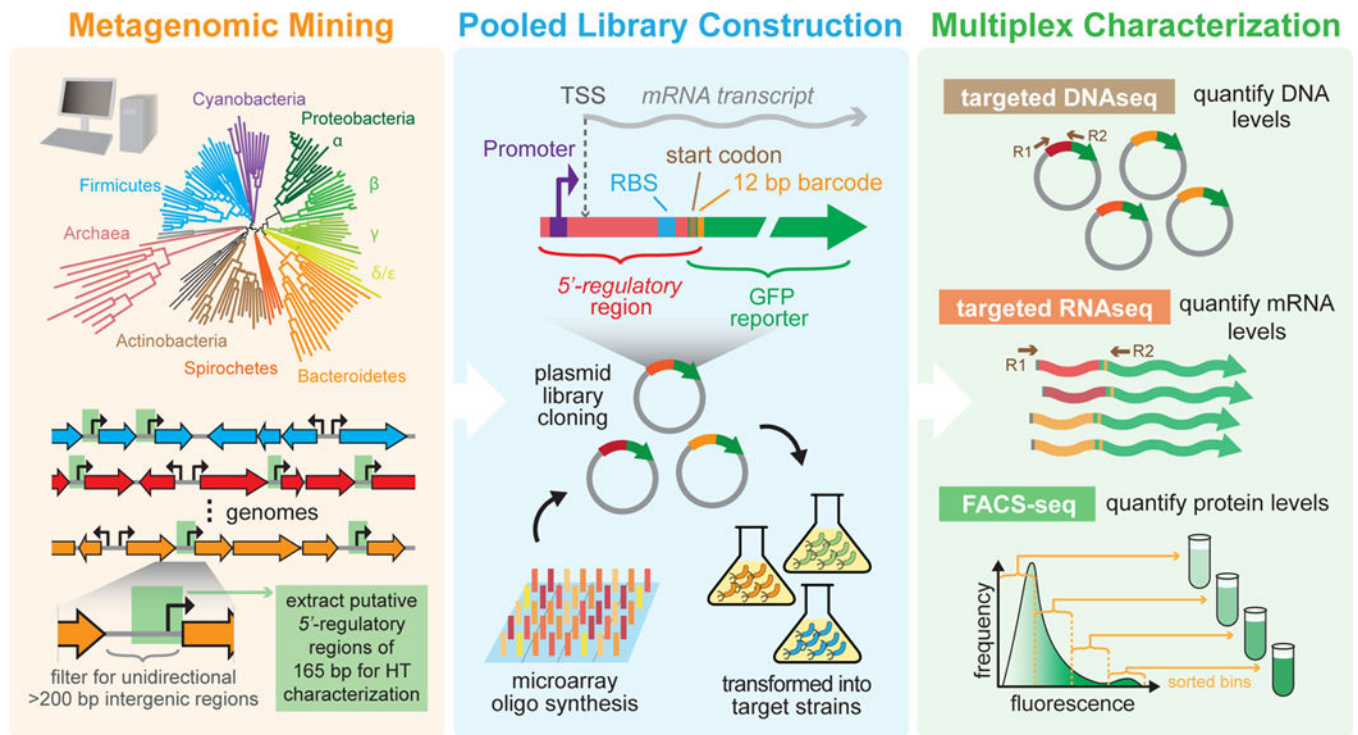 Metagenomic Mining
Cyanobacteria
Proteobacteria
α
Firmicutes
β
Archaea
γ
δ/ε
Actinobacteria
Spirochetes
Bacteroidetes
genomes
filter for unidirectional
>200 bp intergenic regions
extract putative
5’-regulatory
regions of
165 bp for HT
characterization
Pooled Library Construction
TSS
mRNA transcript
Promoter
start codon
RBS
12 bp barcode
5’-regulatory
region
GFP
reporter
plasmid
library
cloning
microarray
oligo synthesis
transformed into
target strains
Multiplex Characterization
targeted DNAseq
quantify DNA
levels
R1
R2
targeted RNAseq
quantify mRNA
levels
R1
R2
FACS-seq
quantify protein levels
frequency
sorted bins
fluorescence